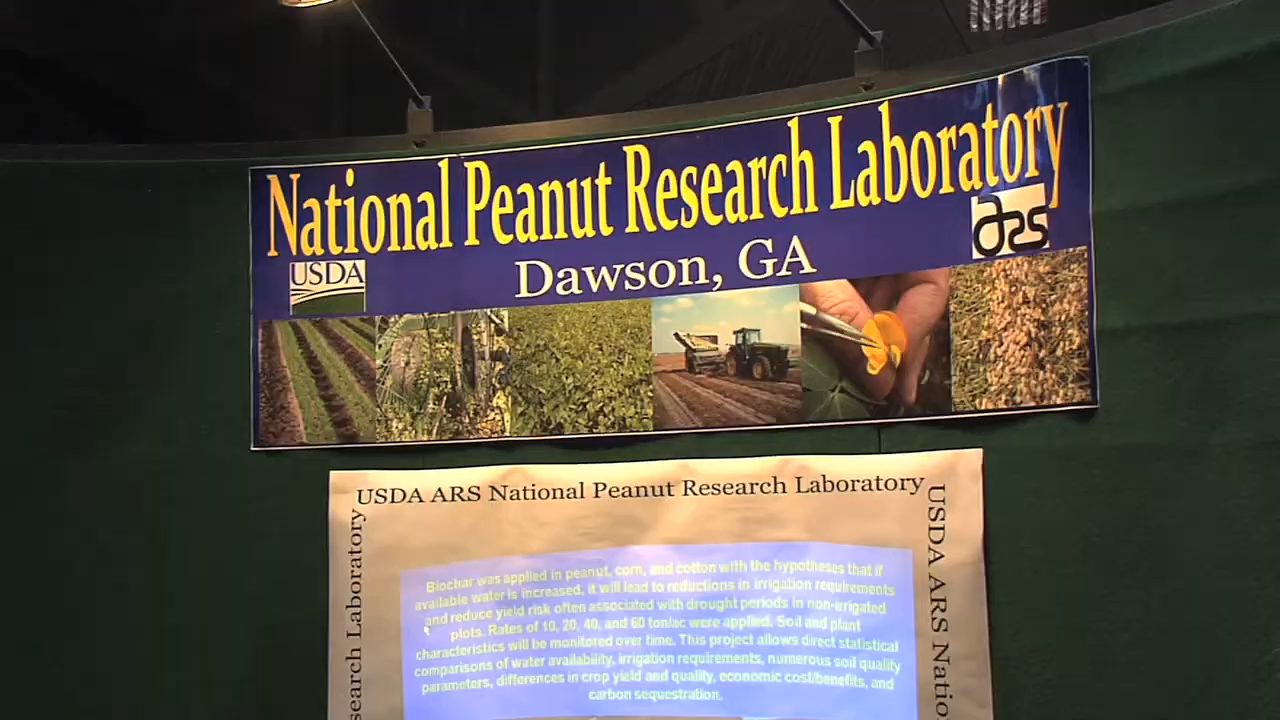 National Peanut Research Laboratory
Dawson, GA
USDA
ars
USDA ARS National Peanut Research Laboratory
search Laboratory
USDA ARS Natio
Biochar was applied in peanut, corn, and cotton with the hypotheses that if
available water is increased, it will lead to reductions in irrigation requirements
and reduce yield risk often associated with drought periods in non-irrigated
plots. Rates of 10, 20, 40, and 60 ton/ac were applied. Soil and plant
characteristics will be monitored over time. This project allows direct statistical
comparisons of water availability, irrigation requirements, numerous soil quality
parameters, differences in crop yield and quality, economic cost/benefits, and
carbon sequestration.